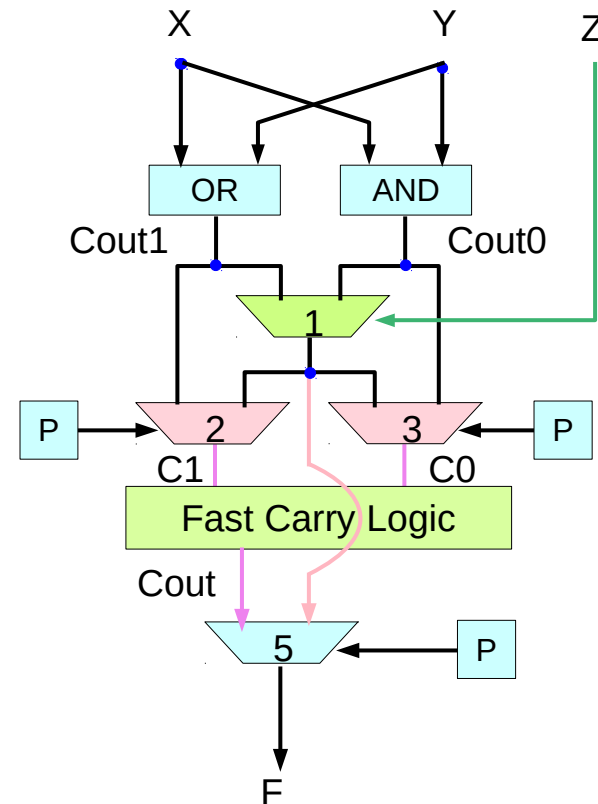 X Y Z
OR AND
Cout1 Cout0
1
P 2 3 P
C1 C0
Fast Carry Logic
Cout
5 P
F